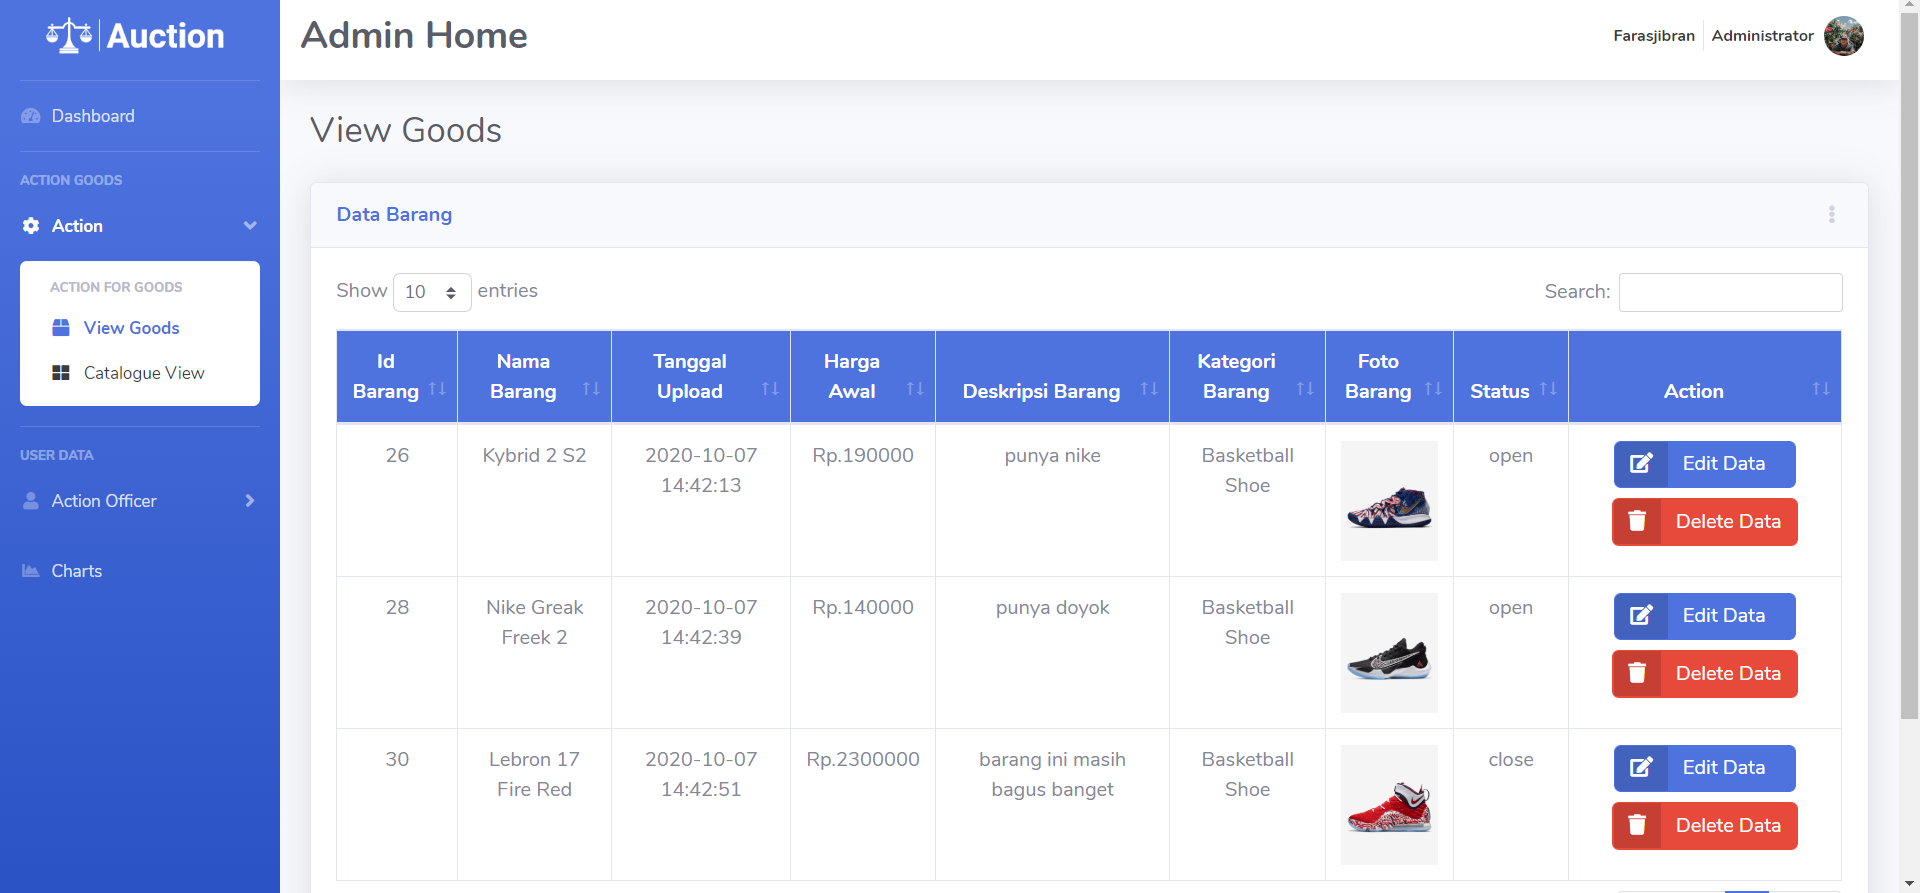 Auction
Admin Home
Farasjibran
Administrator
Dashboard
ACTION GOODS
Action
ACTION FOR GOODS
View Goods
Catalogue View
USER DATA
Action Officer
Charts
View Goods
Data Barang
Show 10 entries
Search:
Id Barang
Nama Barang
Tanggal Upload
Harga Awal
Deskripsi Barang
Kategori Barang
Foto Barang
Status
Action
26
Kybrid 2 S2
2020-10-07
14:42:13
Rp.190000
punya nike
Basketball
Shoe
open
Edit Data
Delete Data
28
Nike Greak
Freek 2
2020-10-07
14:42:39
Rp.140000
punya doyok
Basketball
Shoe
open
Edit Data
Delete Data
30
Lebron 17
Fire Red
2020-10-07
14:42:51
Rp.2300000
barang ini masih
bagus banget
Basketball
Shoe
close
Edit Data
Delete Data